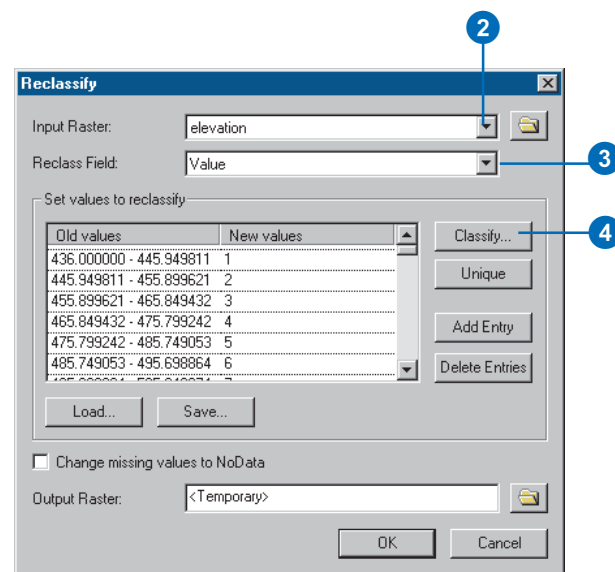 2
Reclassify
Input Raster: elevation
3
Reclass Field: Value
Set values to reclassify
Old values New values
4
Classify...
436.000000 - 445.949811 1
445.949811 - 455.899621 2
Unique
455.899621 - 465.849432 3
465.849432 - 475.799242 4
Add Entry
475.799242 - 485.749053 5
485.749053 - 495.698864 6
Delete Entries
Load... Save...
Change missing values to NoData
Output Raster: <Temporary>
OK Cancel